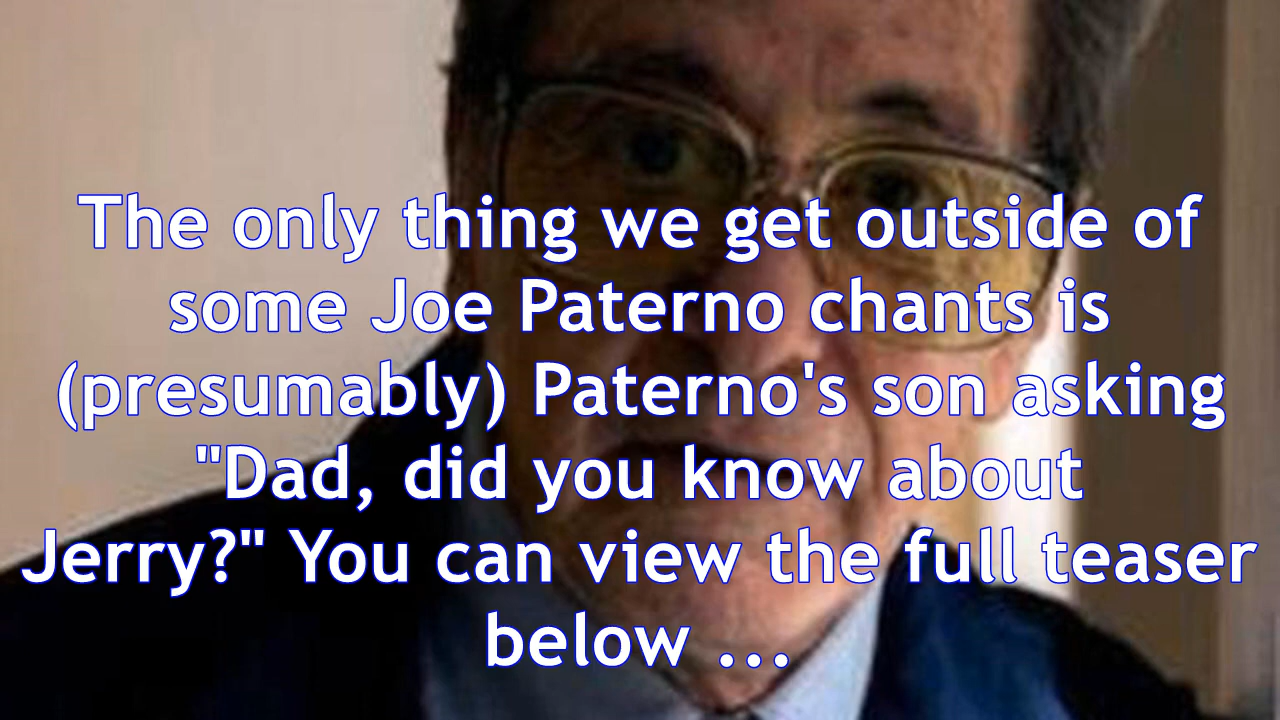 The only thing we get outside of
some Joe Paterno chants is
(presumably) Paterno's son asking
"Dad, did you know about
Jerry?" You can view the full teaser
below ...